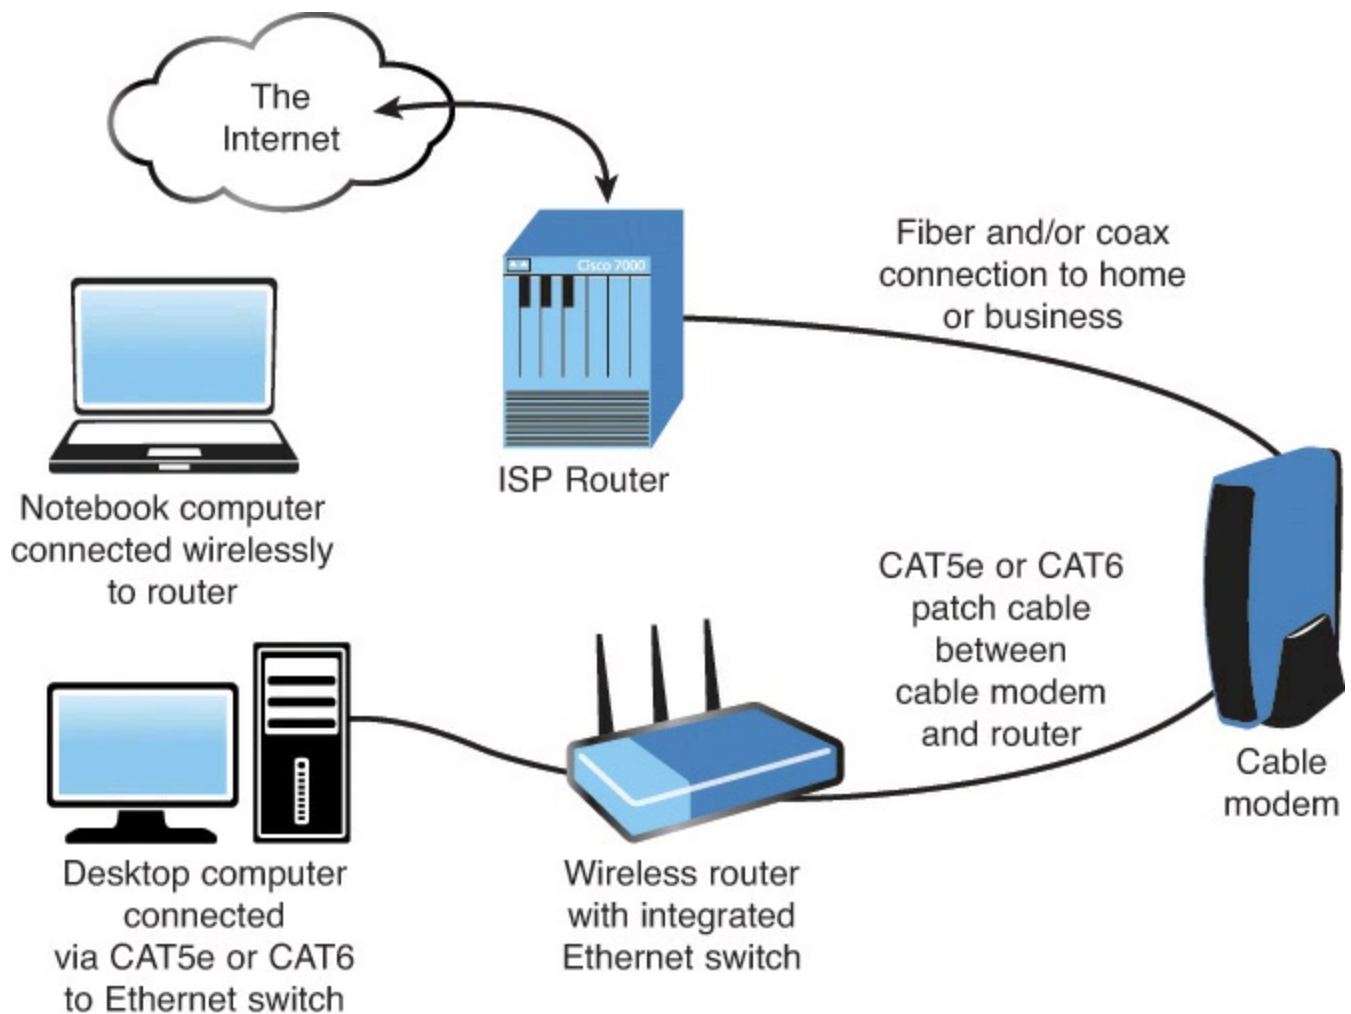 The
Internet
Fiber and/or coax
connection to home
or business
Cisco 7000
ISP Router
Notebook computer
connected wirelessly
to router
CAT5e or CAT6
patch cable
between
cable modem
and router
Cable
modem
Desktop computer
connected
via CAT5e or CAT6
to Ethernet switch
Wireless router
with integrated
Ethernet switch